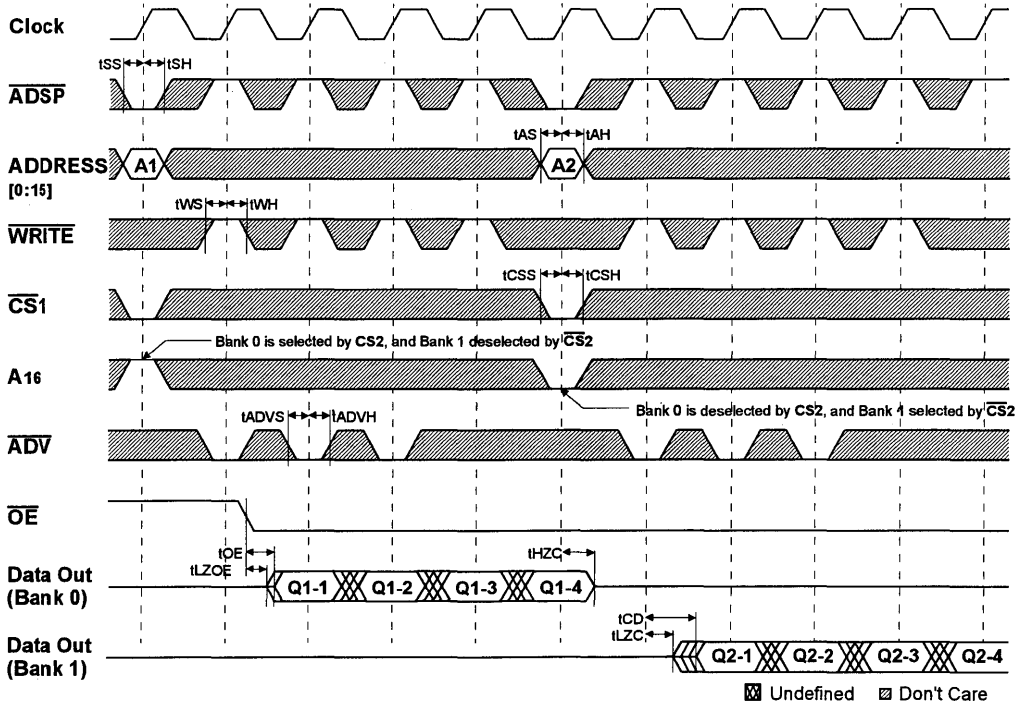 Clock
tSS tSH
ADSP
tAS tAH
ADDRESS A1 A2
[0:15]
tWS tWH
WRITE
tCSS tCSH
CS1
Bank 0 is selected by CS2, and Bank 1 deselected by CS2
A16
Bank 0 is deselected by CS2, and Bank 1 selected by CS2
tADVS tADVH
ADV
OE
tOE tHZC
tLZOE
Data Out Q1-1 Q1-2 Q1-3 Q1-4
(Bank 0)
tCD
tLZC
Data Out Q2-1 Q2-2 Q2-3 Q2-4
(Bank 1)
Undefined Don't Care